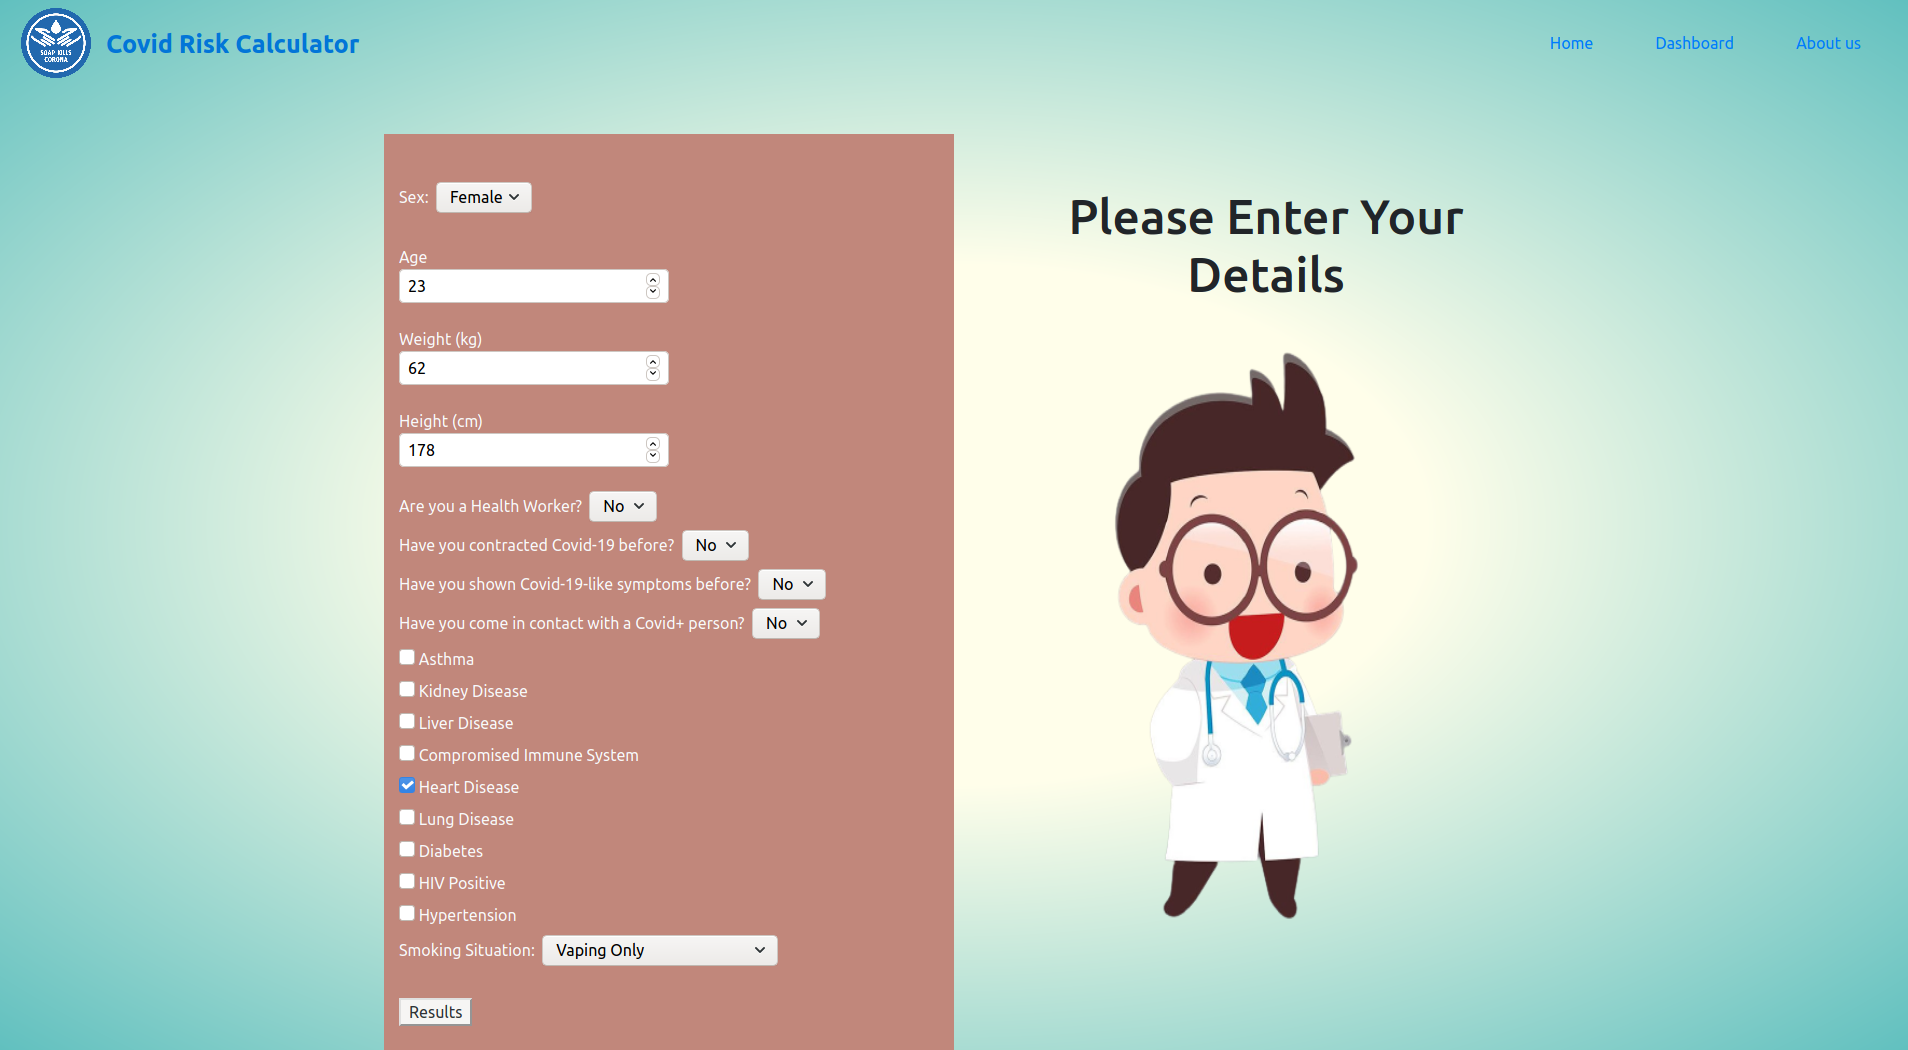 SOAP KILLS
CORONA
Covid Risk Calculator
Home
Dashboard
About us
Sex: Female
Age
23
Weight (kg)
62
Height (cm)
178
Are you a Health Worker? No
Have you contracted Covid-19 before? No
Have you shown Covid-19-like symptoms before? No
Have you come in contact with a Covid+ person? No
Asthma
Kidney Disease
Liver Disease
Compromised Immune System
Heart Disease
Lung Disease
Diabetes
HIV Positive
Hypertension
Smoking Situation: Vaping Only
Results
Please Enter Your
Details